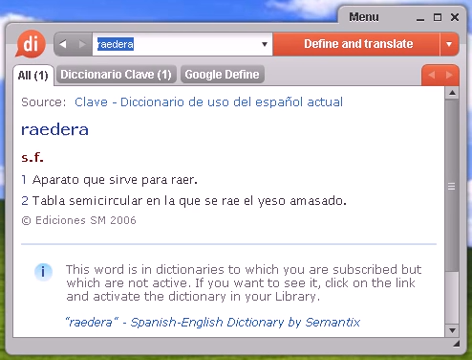 Menu
di
raedera
Define and translate
All (1)
Diccionario Clave (1)
Google Define
Source: Clave - Diccionario de uso del español actual
raedera
s.f.
1 Aparato que sirve para raer.
2 Tabla semicircular en la que se rae el yeso amasado.
© Ediciones SM 2006
i
This word is in dictionaries to which you are subscribed but
which are not active. If you want to see it, click on the link
and activate the dictionary in your Library.
"raedera" - Spanish-English Dictionary by Semantix